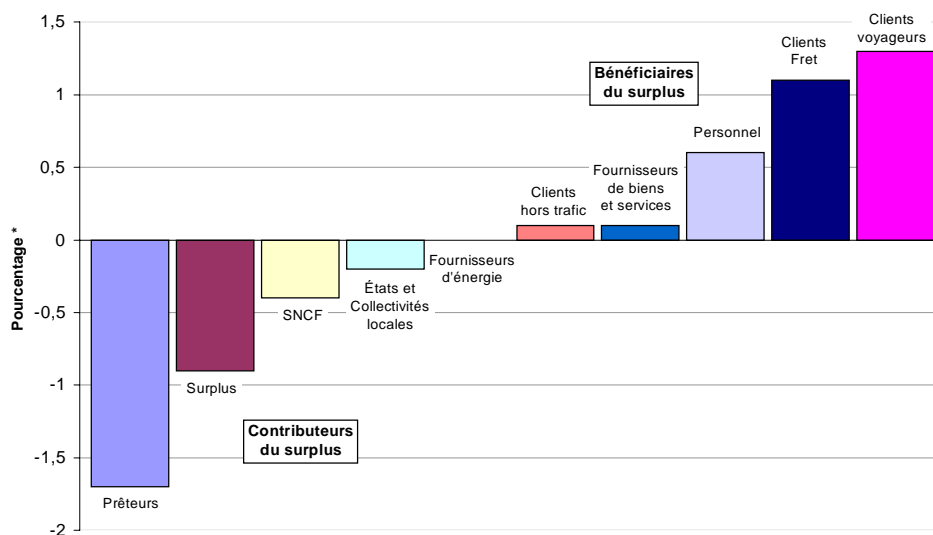 1,5
1
0,5
0
-0,5
-1
-1,5
-2
Pourcentage *
Prêteurs
Surplus
SNCF
États et
Collectivités
locales
Fournisseurs
d'énergie
Clients
hors trafic
Fournisseurs
de biens
et services
Personnel
Clients
Fret
Clients
voyageurs
Bénéficiaires
du surplus
Contributeurs
du surplus